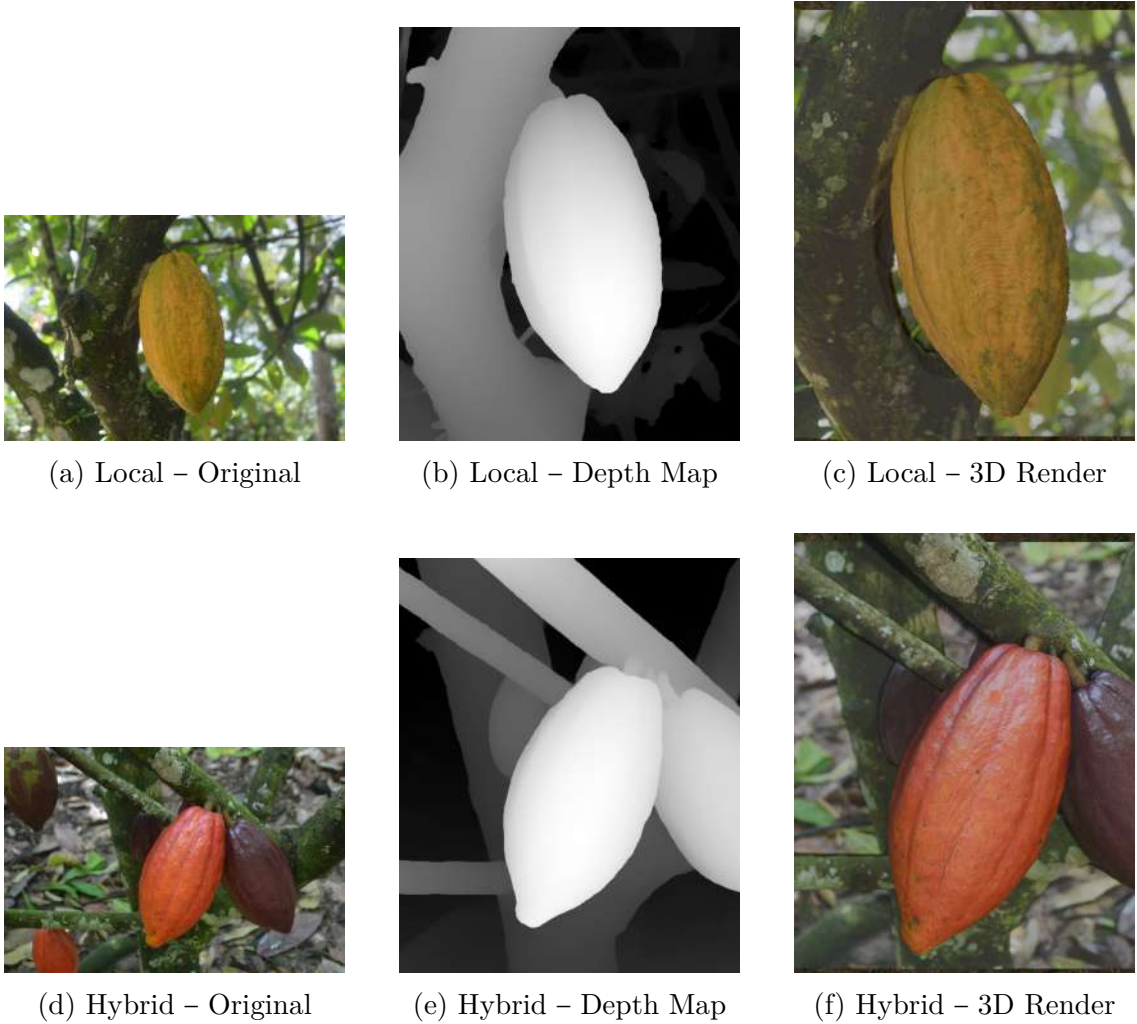 (a) Local – Original
(b) Local – Depth Map
(c) Local – 3D Render
(d) Hybrid – Original
(e) Hybrid – Depth Map
(f) Hybrid – 3D Render